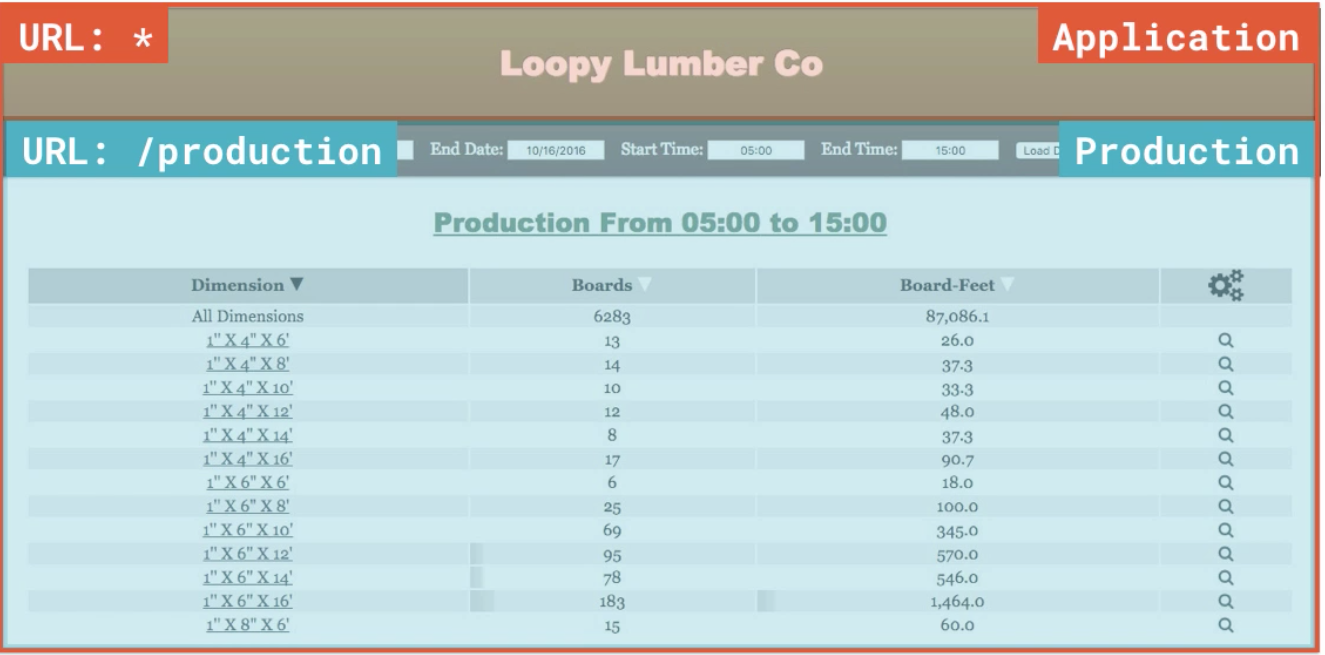 URL: * Application
Loopy Lumber Co
URL: /production End Date: 10/16/2016 Start Time: 05:00 End Time: 15:00 Load Production
Production From 05:00 to 15:00
Dimension ▼ Boards ▼ Board-Feet ▼
All Dimensions 6283 87,086.1
1" X 4" X 6' 13 26.0
1" X 4" X 8' 14 37.3
1" X 4" X 10' 10 33.3
1" X 4" X 12' 12 48.0
1" X 4" X 14' 8 37.3
1" X 4" X 16' 17 90.7
1" X 6" X 6' 6 18.0
1" X 6" X 8' 25 100.0
1" X 6" X 10' 69 345.0
1" X 6" X 12' 95 570.0
1" X 6" X 14' 78 546.0
1" X 6" X 16' 183 1,464.0
1" X 8" X 6' 15 60.0